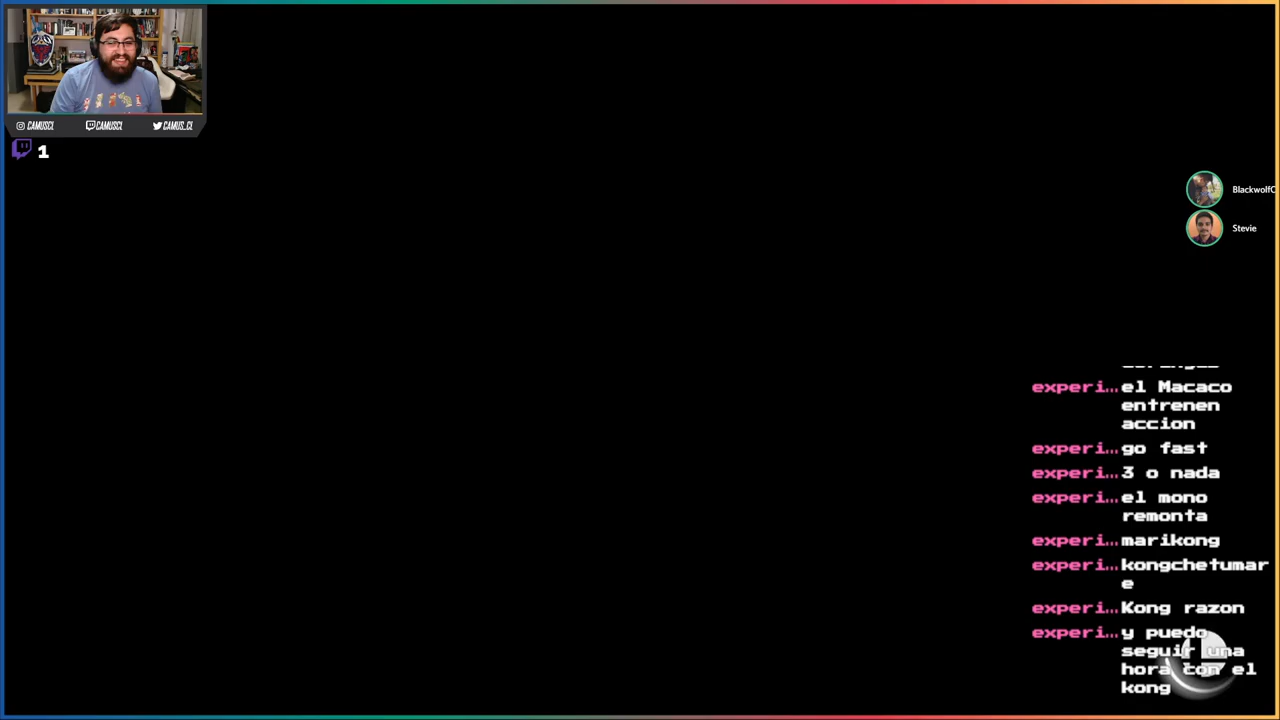 CAMUSCL
CAMUSCL
CAMUS_CL
1
BlackwolfC
Stevie
experi... el Macaco
entrenen
accion
experi... go fast
experi... 3 o nada
experi... el mono
remonta
experi... marikong
experi... kongchetumar
e
experi... Kong razon
experi... y puedo
seguir una
hora con el
kong